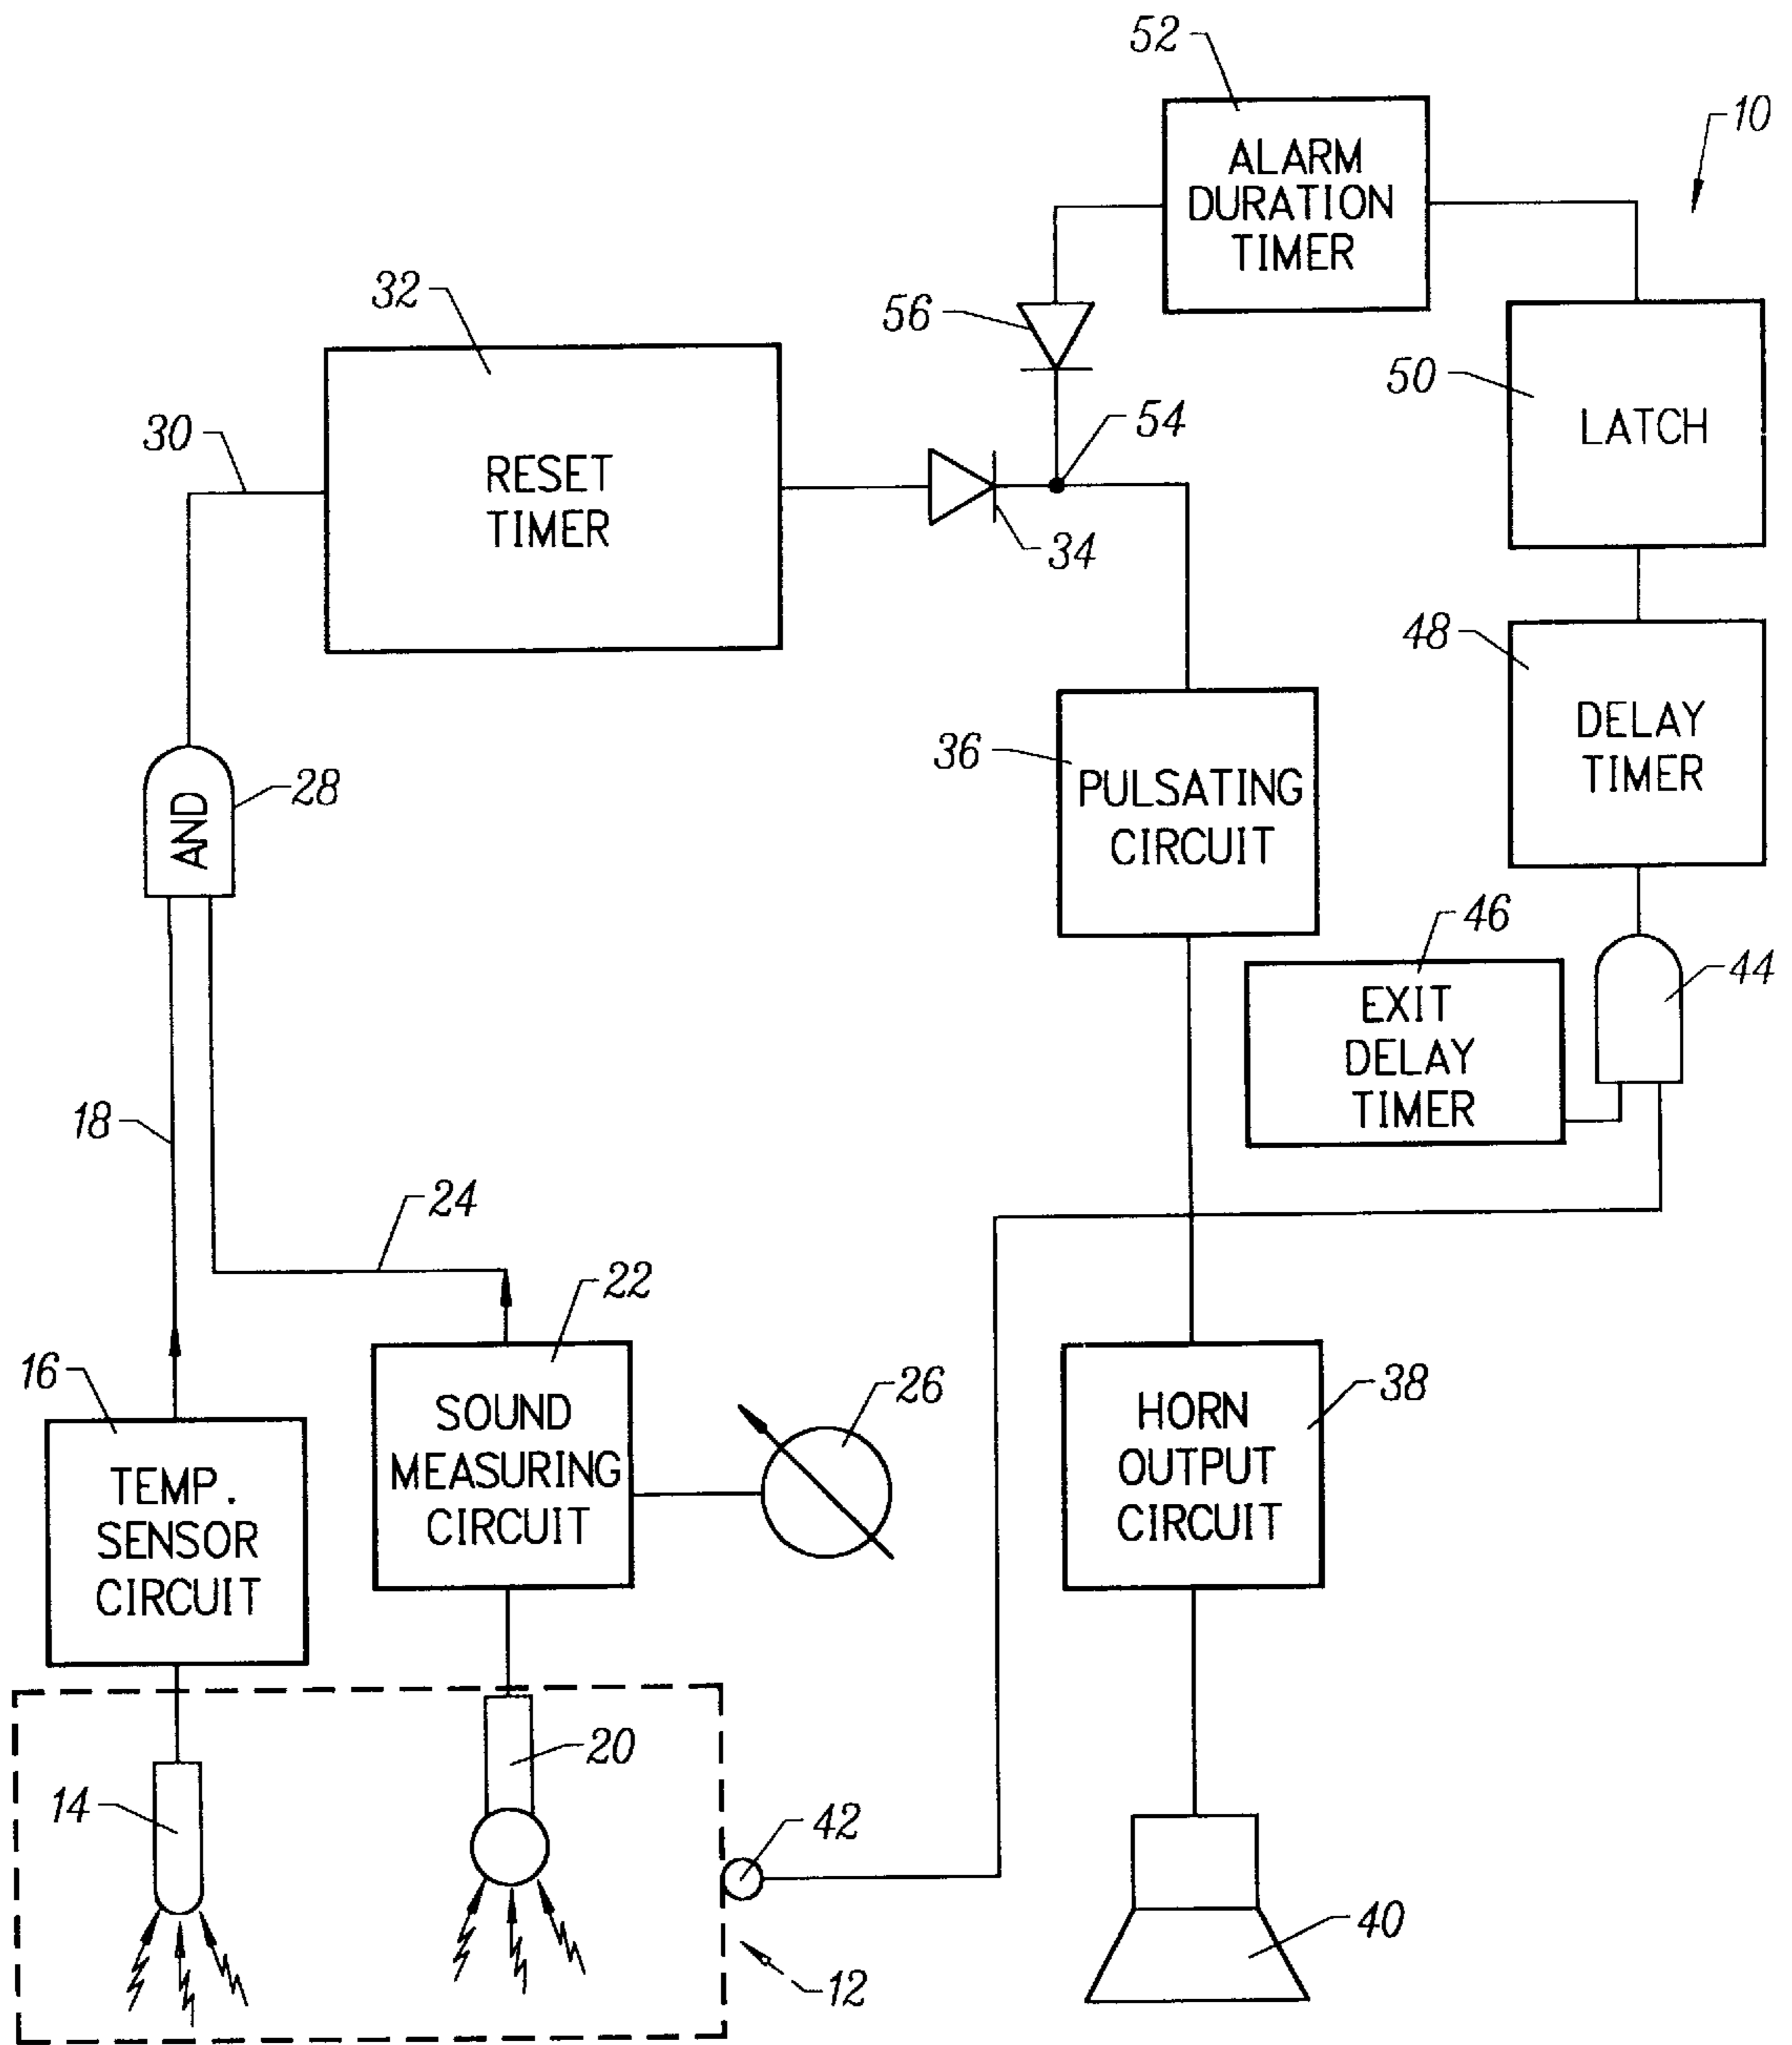 52
10
ALARM
DURATION
TIMER
32
56
50
LATCH
30
54
RESET
TIMER
34
48
DELAY
TIMER
36
PULSATING
CIRCUIT
28
AND
46
44
EXIT
DELAY
TIMER
18
24
22
16
26
38
SOUND
MEASURING
CIRCUIT
HORN
OUTPUT
CIRCUIT
TEMP.
SENSOR
CIRCUIT
20
14
42
40
12